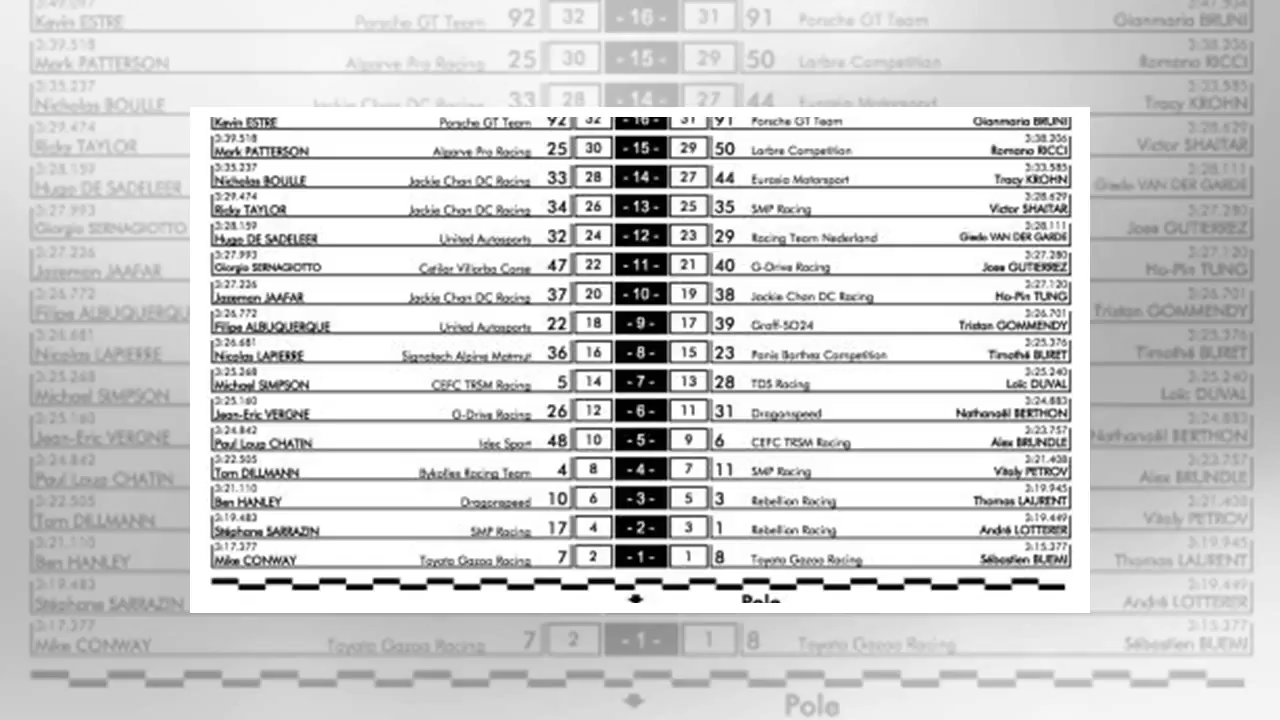 Kevin ESTRE Porsche GT Team 92 32 - 16 - 31 91 Porsche GT Team Gianmaria BRUNI
3:39.518 3:38.206
Mark PATTERSON Algarve Pro Racing 25 30 - 15 - 29 50 Larbre Competition Romano RICCI
3:35.237 3:33.585
Nicholas BOULLE Jackie Chan DC Racing 33 28 - 14 - 27 44 Eurasia Motorsport Tracy KROHN
3:29.474 3:28.629
Ricky TAYLOR Jackie Chan DC Racing 34 26 - 13 - 25 35 SMP Racing Victor SHAITAR
3:28.159 3:28.111
Hugo DE SADELEER United Autosports 32 24 - 12 - 23 29 Racing Team Nederland Giedo VAN DER GARDE
3:27.993 3:27.280
Giorgio SERNAGIOTTO Cetilar Villorba Corse 47 22 - 11 - 21 40 G-Drive Racing Jose GUTIERREZ
3:27.226 3:27.120
Jazeman JAAFAR Jackie Chan DC Racing 37 20 - 10 - 19 38 Jackie Chan DC Racing Ho-Pin TUNG
3:26.772 3:26.701
Filipe ALBUQUERQUE United Autosports 22 18 - 9 - 17 39 Graff-SO24 Tristan GOMMENDY
3:26.681 3:25.376
Nicolas LAPIERRE Signatech Alpine Matmut 36 16 - 8 - 15 23 Panis Barthez Competition Timothé BURET
3:25.268 3:25.240
Michael SIMPSON CEFC TRSM Racing 5 14 - 7 - 13 28 TDS Racing Loïc DUVAL
3:25.160 3:24.883
Jean-Eric VERGNE G-Drive Racing 26 12 - 6 - 11 31 Dragonspeed Nathanaël BERTHON
3:24.842 3:23.757
Paul Loup CHATIN Idec Sport 48 10 - 5 - 9 6 CEFC TRSM Racing Alex BRUNDLE
3:22.505 3:21.408
Tom DILLMANN Bykolles Racing Team 4 8 - 4 - 7 11 SMP Racing Vitaly PETROV
3:21.110 3:19.945
Ben HANLEY Dragonspeed 10 6 - 3 - 5 3 Rebellion Racing Thomas LAURENT
3:19.483 3:19.449
Stéphane SARRAZIN SMP Racing 17 4 - 2 - 3 1 Rebellion Racing André LOTTERER
3:17.377 3:15.377
Mike CONWAY Toyota Gazoo Racing 7 2 - 1 - 1 8 Toyota Gazoo Racing Sébastien BUEMI
Pole